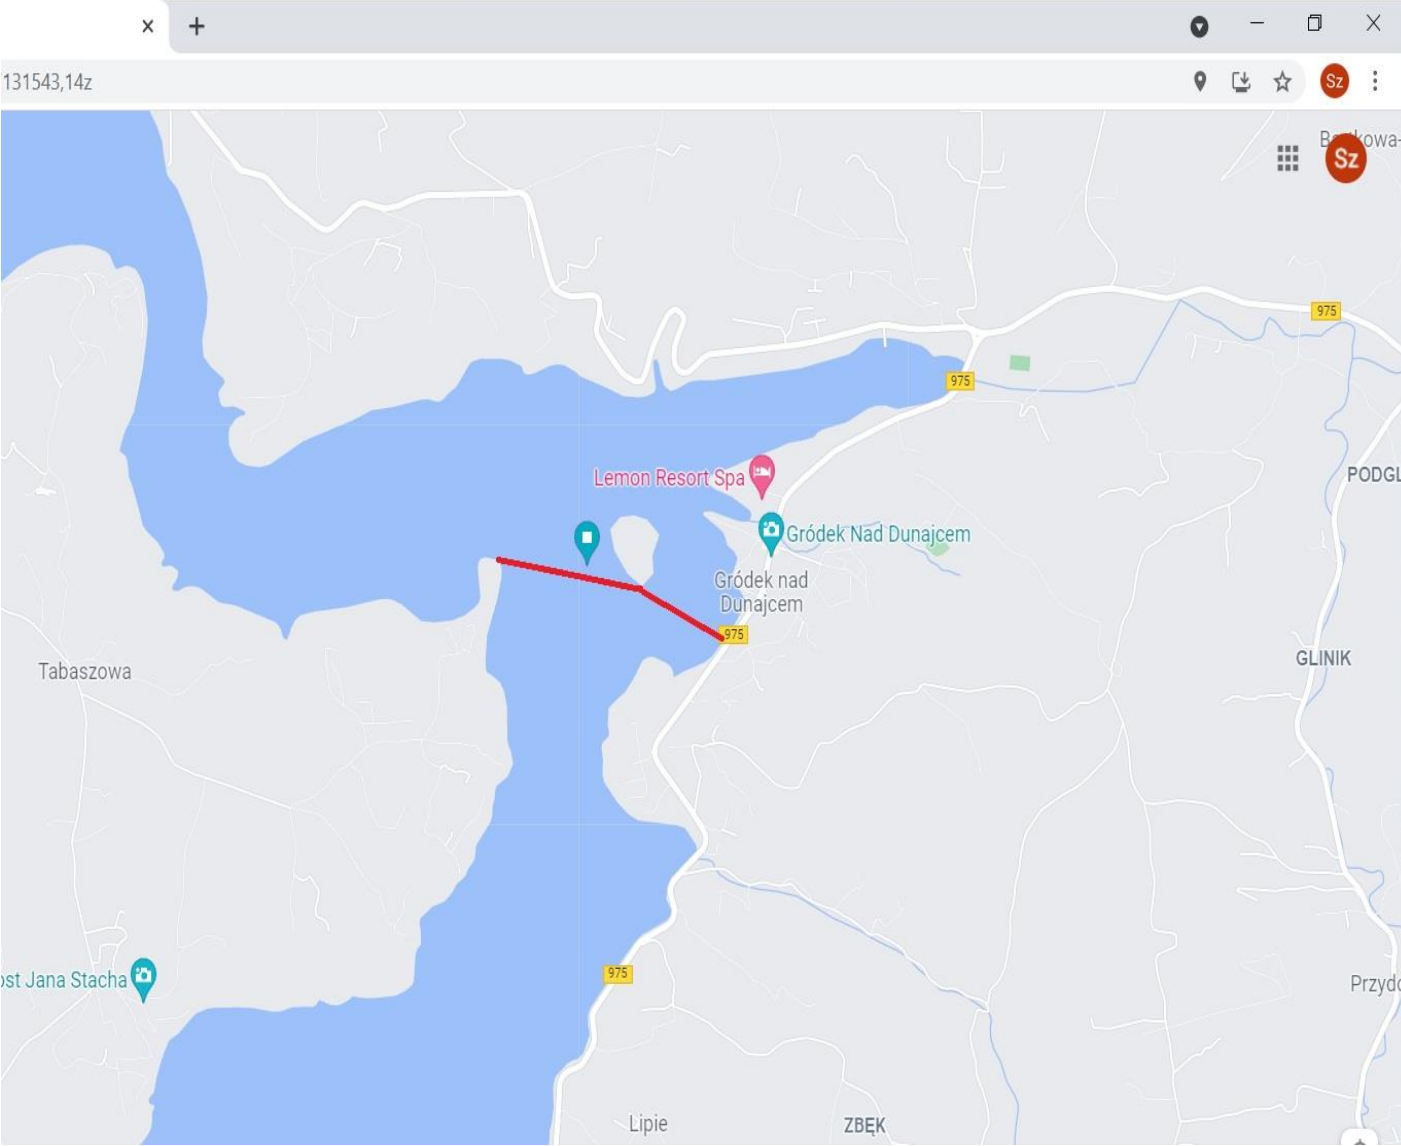 131543,14z
Sz
Sz
975
975
PODGL
Lemon Resort Spa
Gródek Nad Dunajcem
Gródek nad
Dunajcem
975
GLINIK
Tabaszowa
ost Jana Stacha
975
Przydo
Lipie
ZBĘK